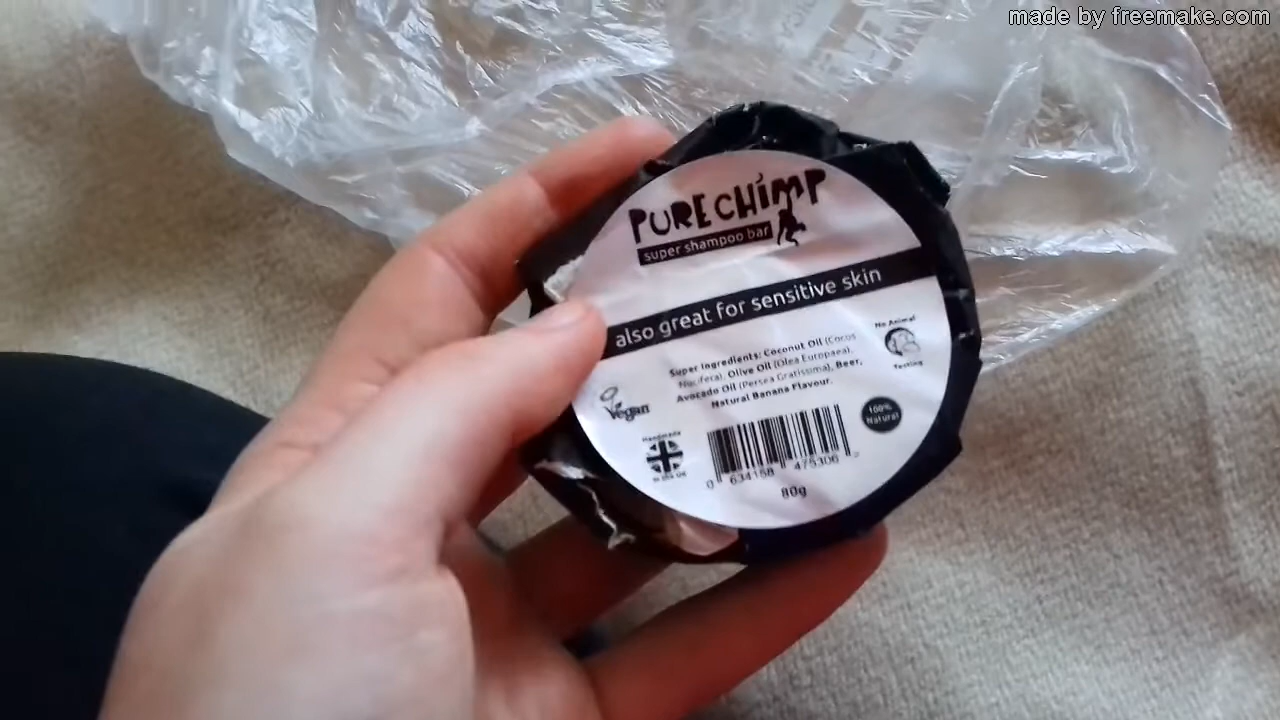 made by freemake.com
PURECHIMP
super shampoo bar
also great for sensitive skin
Super Ingredients: Coconut Oil (Cocos
Nucifera), Olive Oil (Olea Europaea),
Avocado Oil (Persea Gratissima), Beer,
Natural Banana Flavour.
No Animal
Testing
Vegan
100%
Natural
Handmade
in the UK
0 634158 475306
80g